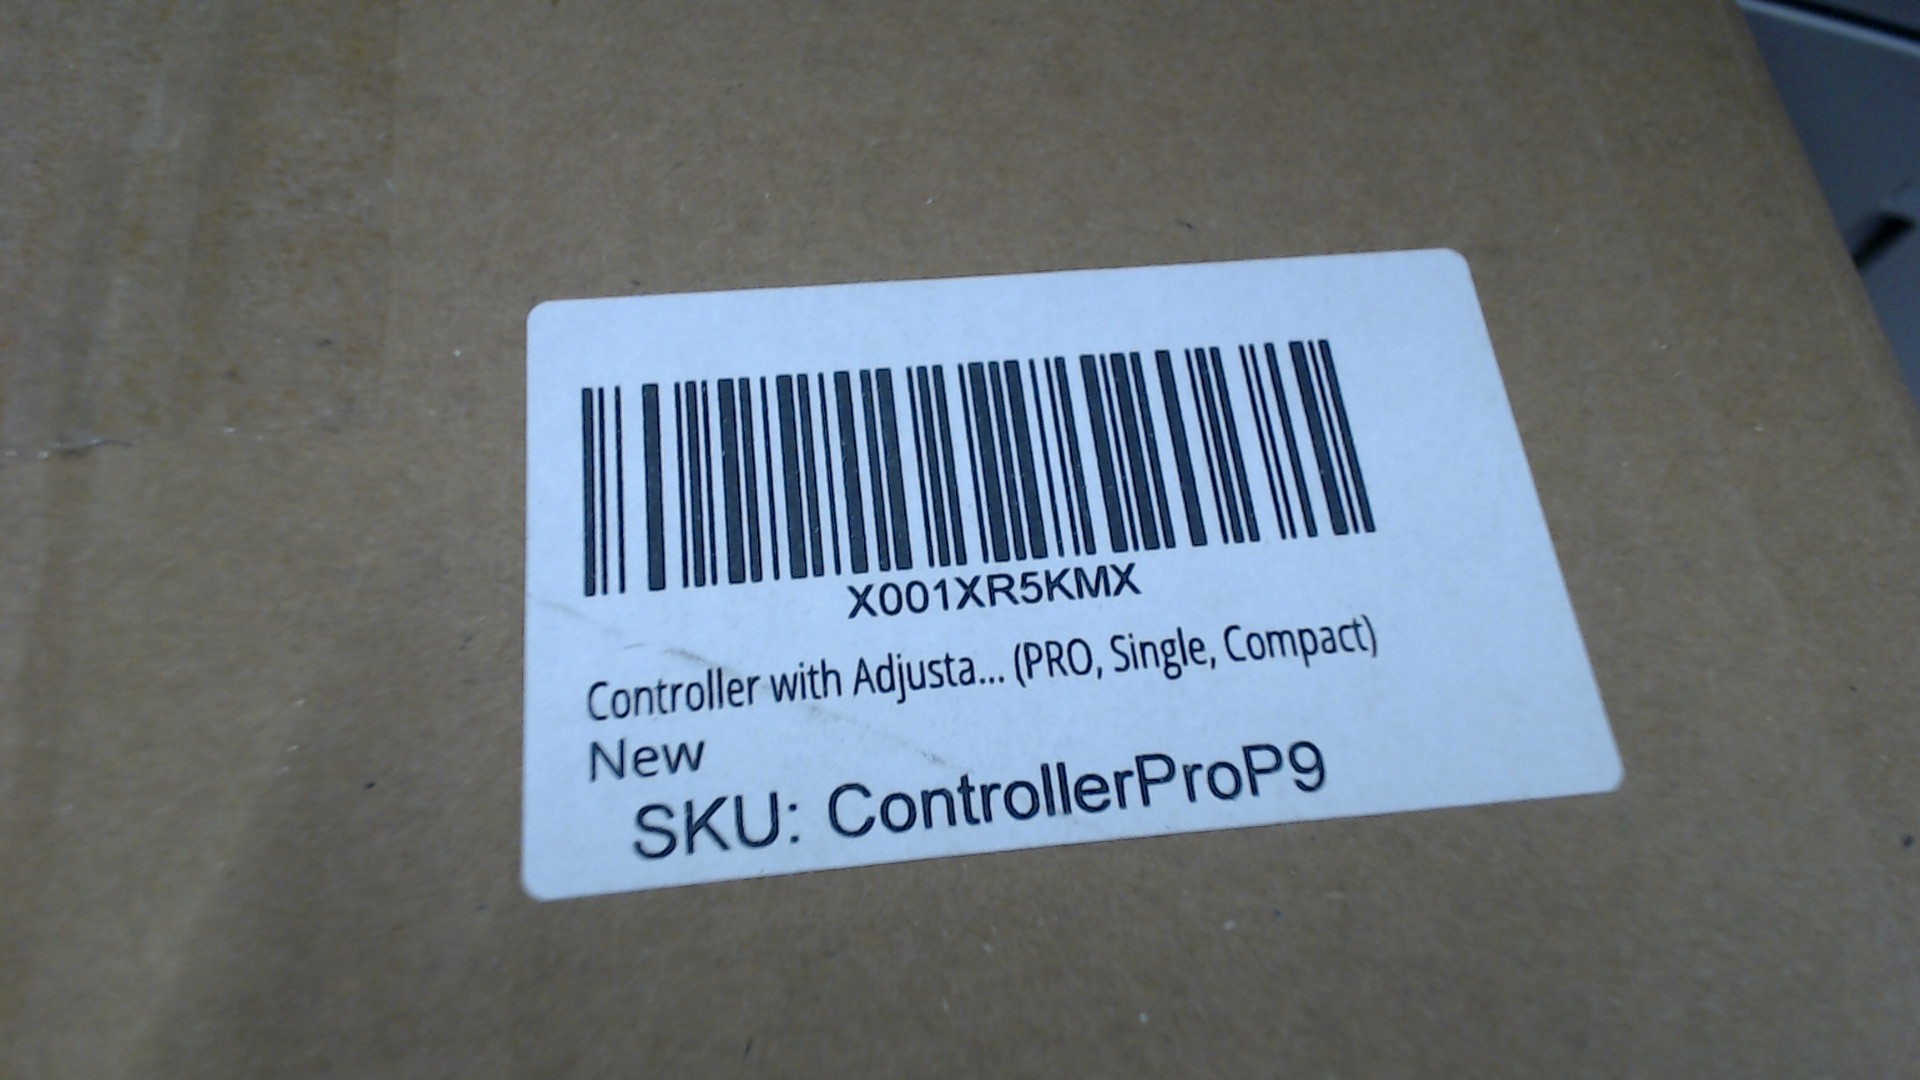 X001XR5KMX
Controller with Adjusta... (PRO, Single, Compact)
New
SKU: ControllerProP9